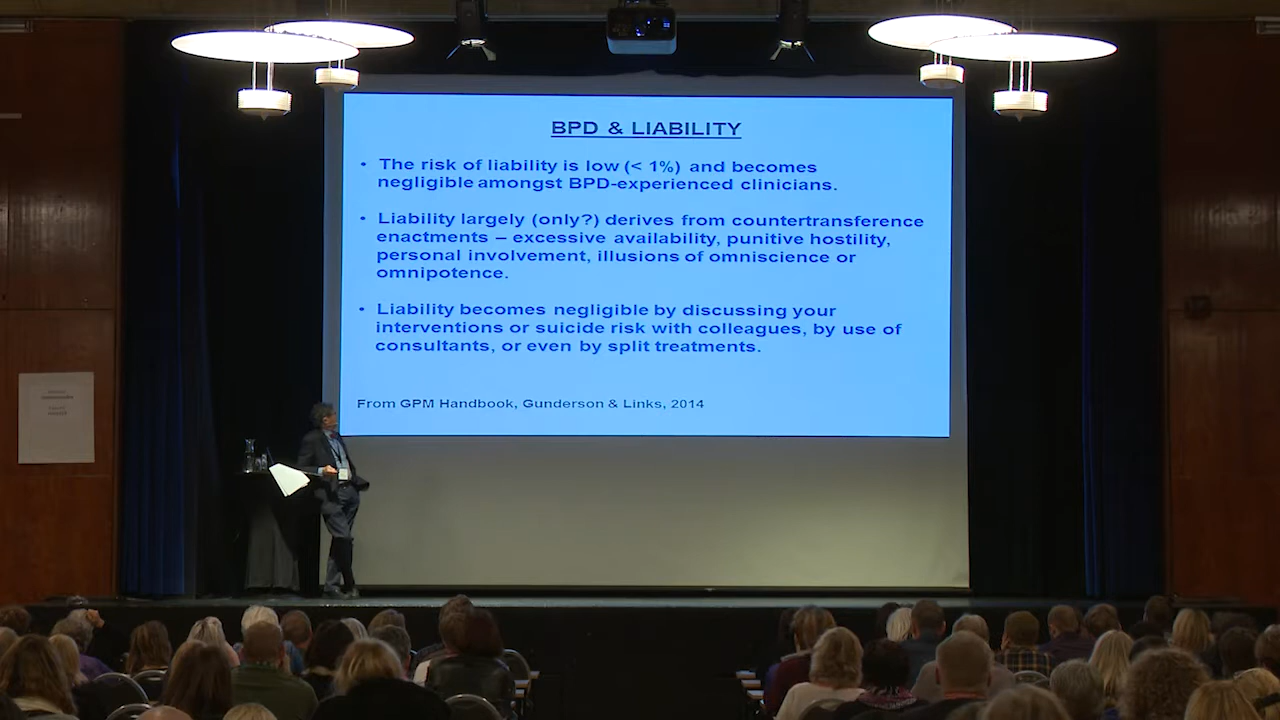 BPD & LIABILITY
• The risk of liability is low (< 1%) and becomes
negligible amongst BPD-experienced clinicians.
• Liability largely (only?) derives from countertransference
enactments – excessive availability, punitive hostility,
personal involvement, illusions of omniscience or
omnipotence.
• Liability becomes negligible by discussing your
interventions or suicide risk with colleagues, by use of
consultants, or even by split treatments.
From GPM Handbook, Gunderson & Links, 2014